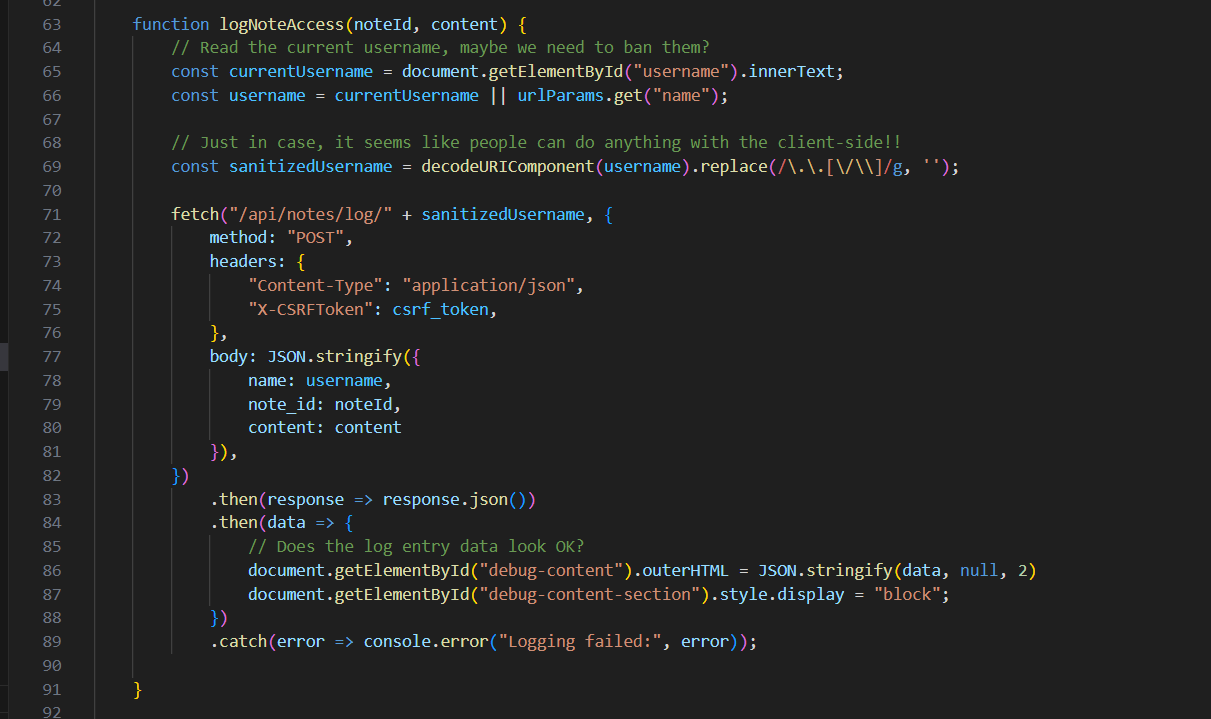 62
63 function logNoteAccess(noteId, content) {
64 // Read the current username, maybe we need to ban them?
65 const currentUsername = document.getElementById("username").innerText;
66 const username = currentUsername || urlParams.get("name");
67
68 // Just in case, it seems like people can do anything with the client-side!!
69 const sanitizedUsername = decodeURIComponent(username).replace(/\.\.[\/\\]/g, '');
70
71 fetch("/api/notes/log/" + sanitizedUsername, {
72 method: "POST",
73 headers: {
74 "Content-Type": "application/json",
75 "X-CSRFToken": csrf_token,
76 },
77 body: JSON.stringify({
78 name: username,
79 note_id: noteId,
80 content: content
81 }),
82 })
83 .then(response => response.json())
84 .then(data => {
85 // Does the log entry data look OK?
86 document.getElementById("debug-content").outerHTML = JSON.stringify(data, null, 2)
87 document.getElementById("debug-content-section").style.display = "block";
88 })
89 .catch(error => console.error("Logging failed:", error));
90
91 }
92